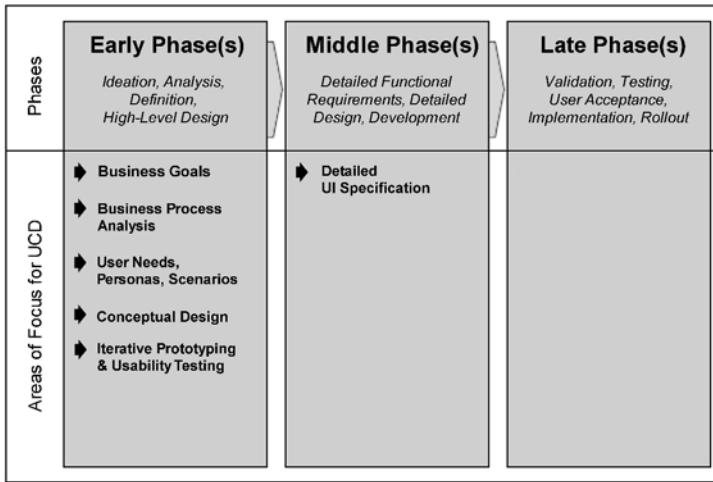 Phases
Early Phase(s)
Ideation, Analysis,
Definition,
High-Level Design
Middle Phase(s)
Detailed Functional
Requirements, Detailed
Design, Development
Late Phase(s)
Validation, Testing,
User Acceptance,
Implementation, Rollout
Areas of Focus for UCD
Business Goals
Business Process
Analysis
User Needs,
Personas, Scenarios
Conceptual Design
Iterative Prototyping
& Usability Testing
Detailed
UI Specification